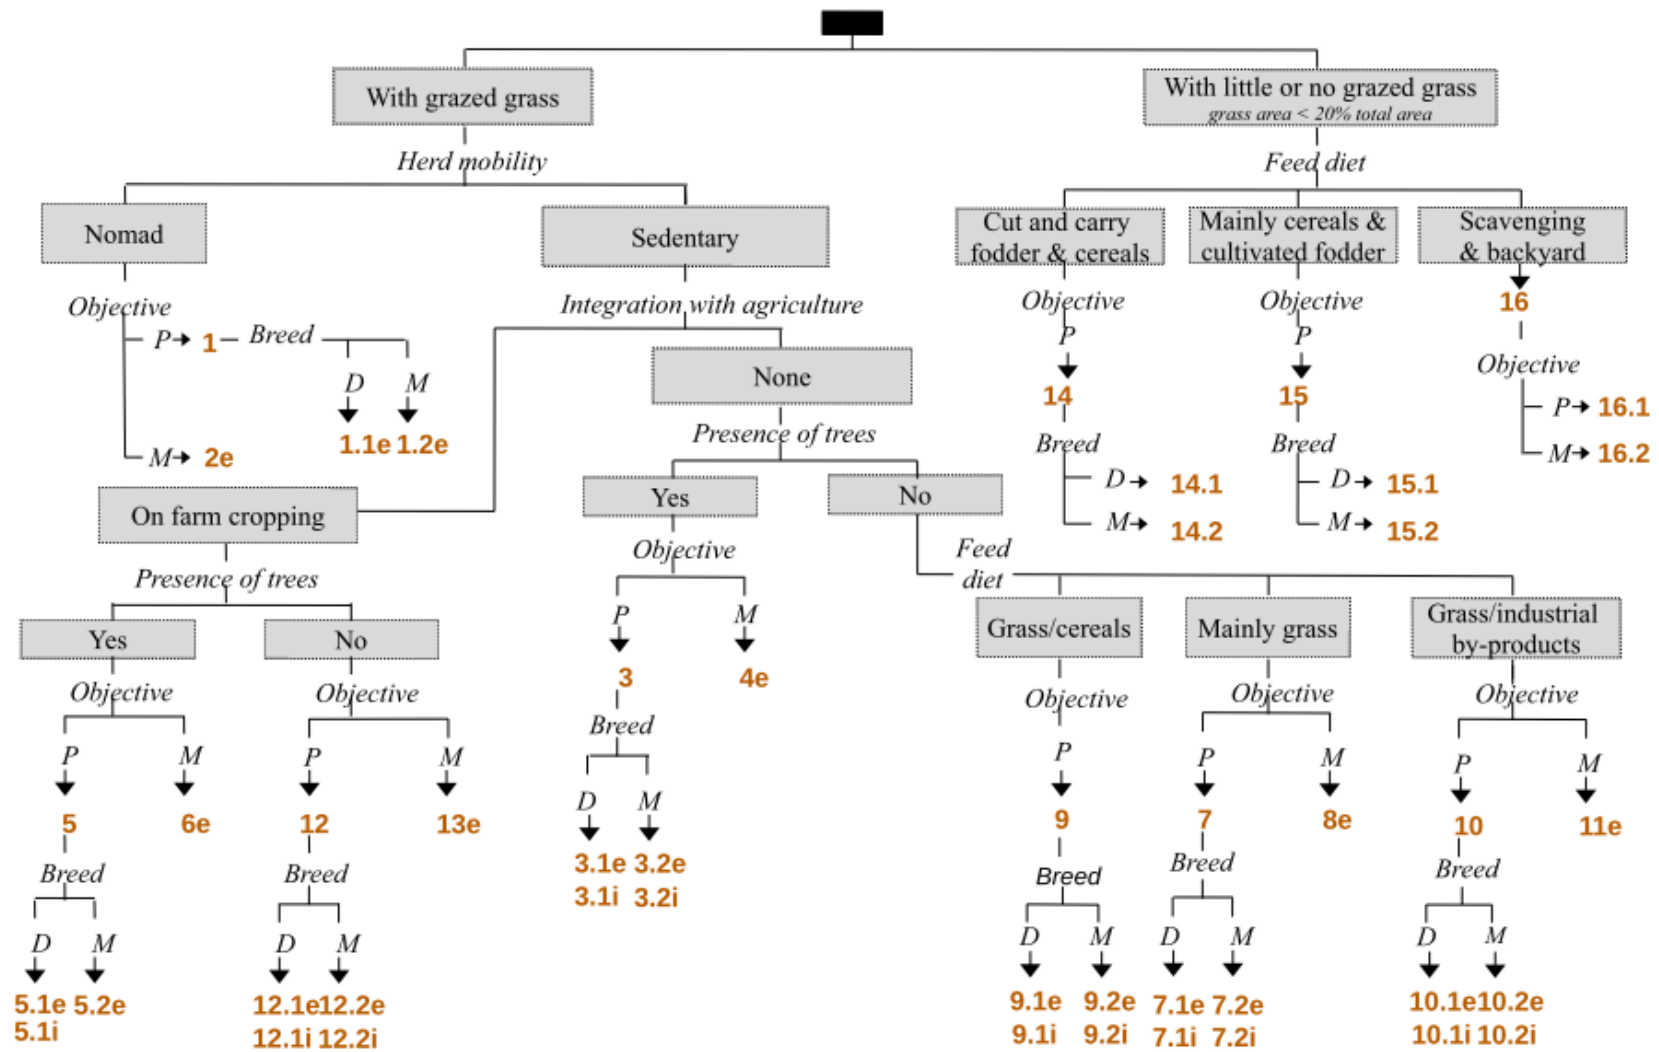 With grazed grass
With little or no grazed grass
grass area < 20% total area
Herd mobility
Feed diet
Nomad
Sedentary
Cut and carry
fodder & cereals
Mainly cereals &
cultivated fodder
Scavenging
& backyard
Objective
P 1 Breed
D M
1.1e 1.2e
M 2e
Integration with agriculture
None
Presence of trees
Yes
No
Objective
P
14
Breed
D 14.1
M 14.2
Objective
P
15
Breed
D 15.1
M 15.2
16
Objective
P 16.1
M 16.2
On farm cropping
Presence of trees
Yes
No
Objective
P M
5 6e
Breed
D M
5.1e 5.2e
5.1i
Objective
P M
12 13e
Breed
D M
12.1e 12.2e
12.1i 12.2i
Objective
P M
3 4e
Breed
D M
3.1e 3.2e
3.1i 3.2i
Feed
diet
Grass/cereals
Mainly grass
Grass/industrial
by-products
Objective
P
9
Breed
D M
9.1e 9.2e
9.1i 9.2i
Objective
P M
7 8e
Breed
D M
7.1e 7.2e
7.1i 7.2i
Objective
P M
10 11e
Breed
D M
10.1e 10.2e
10.1i 10.2i